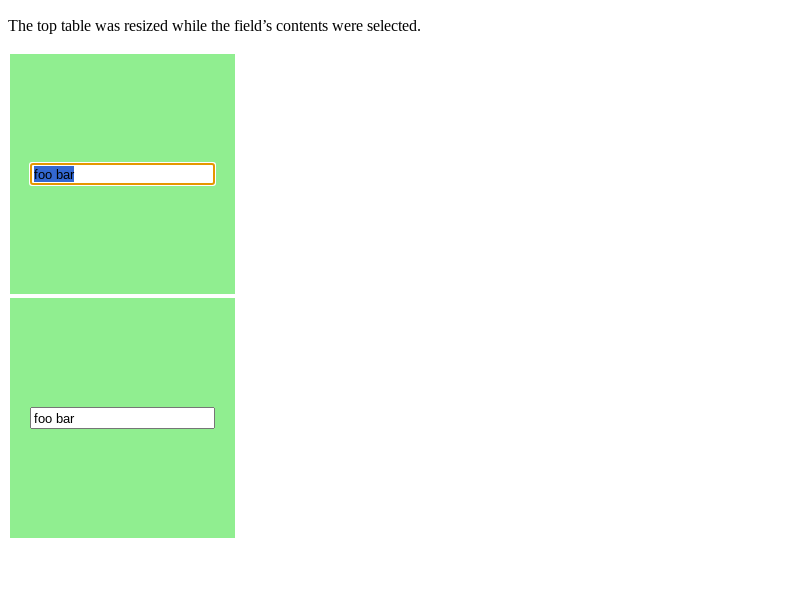 The top table was resized while the field’s contents were selected.
foo bar
foo bar